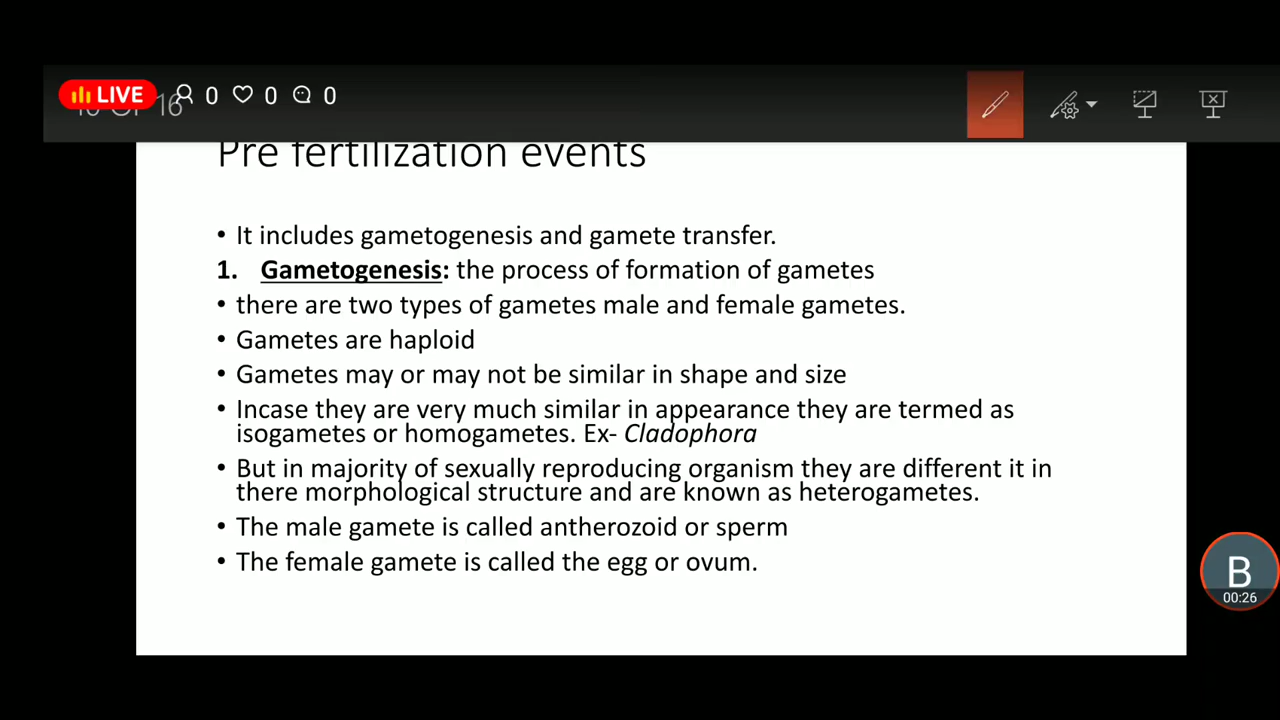 LIVE 0 0 0
16
Pre fertilization events
• It includes gametogenesis and gamete transfer.
1. Gametogenesis: the process of formation of gametes
• there are two types of gametes male and female gametes.
• Gametes are haploid
• Gametes may or may not be similar in shape and size
• Incase they are very much similar in appearance they are termed as
isogametes or homogametes. Ex- Cladophora
• But in majority of sexually reproducing organism they are different it in
there morphological structure and are known as heterogametes.
• The male gamete is called antherozoid or sperm
• The female gamete is called the egg or ovum.
B
00:26